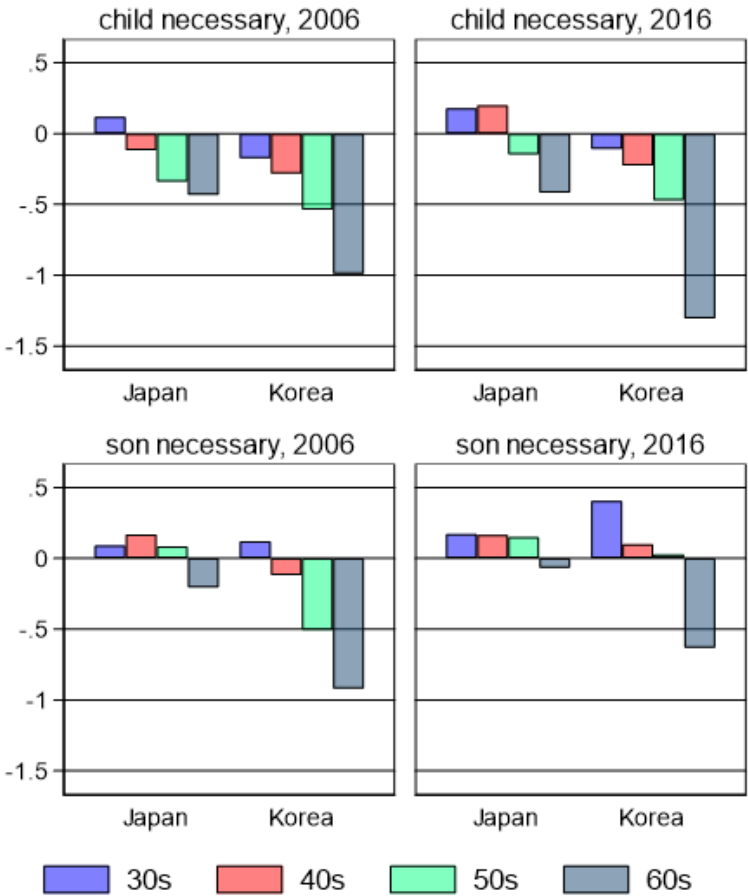 child necessary, 2006
child necessary, 2016
.5
0
-.5
-1
-1.5
Japan Korea
Japan Korea
son necessary, 2006
son necessary, 2016
.5
0
-.5
-1
-1.5
Japan Korea
Japan Korea
30s 40s 50s 60s